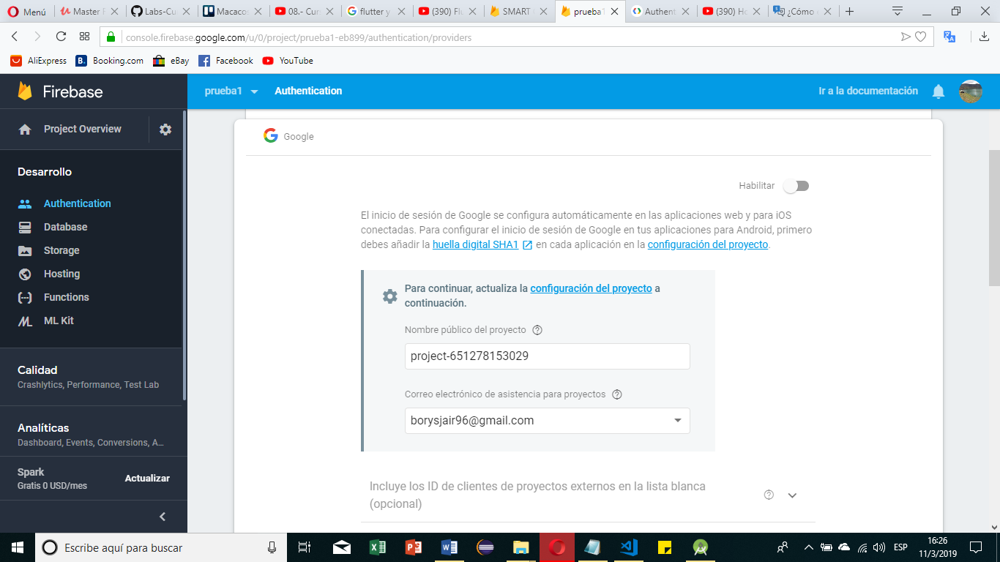 Menú
Master F
Labs-Cu
Macacos
08.- Cur
flutter y
(390) Fl
SMART
prueba1
Authent
(390) Ho
¿Cómo
console.firebase.google.com/u/0/project/prueba1-eb899/authentication/providers
AliExpress
Booking.com
eBay
Facebook
YouTube
Firebase
prueba1
Authentication
Ir a la documentación
Project Overview
Desarrollo
Authentication
Database
Storage
Hosting
Functions
ML Kit
Calidad
Crashlytics, Performance, Test Lab
Analíticas
Dashboard, Events, Conversions, A...
Spark
Gratis 0 USD/mes
Actualizar
Google
Habilitar
El inicio de sesión de Google se configura automáticamente en las aplicaciones web y para iOS
conectadas. Para configurar el inicio de sesión de Google en tus aplicaciones para Android, primero
debes añadir la huella digital SHA1 en cada aplicación en la configuración del proyecto.
Para continuar, actualiza la configuración del proyecto a
continuación.
Nombre público del proyecto
project-651278153029
Correo electrónico de asistencia para proyectos
borysjair96@gmail.com
Incluye los ID de clientes de proyectos externos en la lista blanca
(opcional)
Escribe aquí para buscar
ESP
16:26
11/3/2019